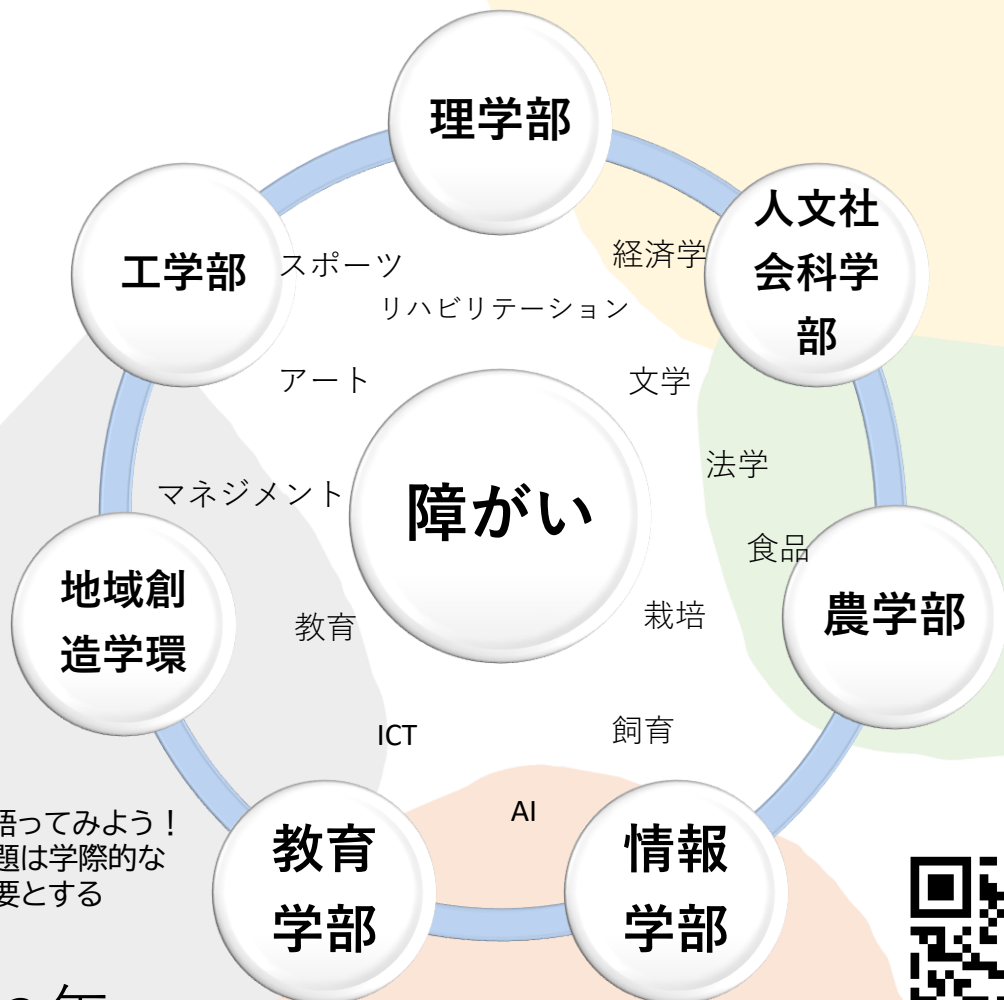 理学部
人文社
会科学
部
工学部
スポーツ
経済学
リハビリテーション
アート
文学
障がい
法学
マネジメント
食品
地域創
造学環
農学部
教育
栽培
ICT
飼育
AI
語ってみよう！
題は学際的な
要とする
教育
学部
情報
学部
年